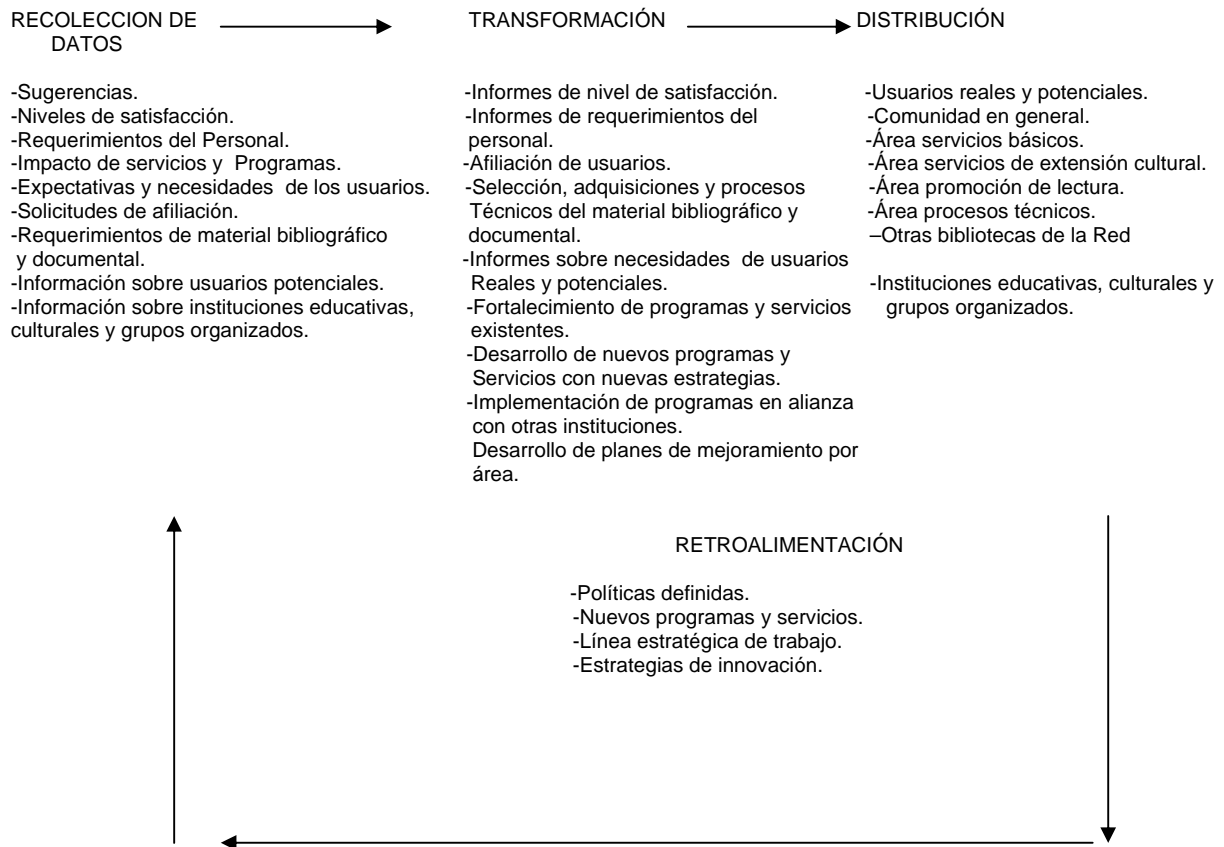 RECOLECCION DE
DATOS
-Sugerencias.
-Niveles de satisfacción.
-Requerimientos del Personal.
-Impacto de servicios y Programas.
-Expectativas y necesidades de los usuarios.
-Solicitudes de afiliación.
-Requerimientos de material bibliográfico
y documental.
-Información sobre usuarios potenciales.
-Información sobre instituciones educativas,
culturales y grupos organizados.
TRANSFORMACIÓN
-Informes de nivel de satisfacción.
-Informes de requerimientos del
personal.
-Afiliación de usuarios.
-Selección, adquisiciones y procesos
Técnicos del material bibliográfico y
documental.
-Informes sobre necesidades de usuarios
Reales y potenciales.
-Fortalecimiento de programas y servicios
existentes.
-Desarrollo de nuevos programas y
Servicios con nuevas estrategias.
-Implementación de programas en alianza
con otras instituciones.
Desarrollo de planes de mejoramiento por
área.
DISTRIBUCIÓN
-Usuarios reales y potenciales.
-Comunidad en general.
-Área servicios básicos.
-Área servicios de extensión cultural.
-Área promoción de lectura.
-Área procesos técnicos.
–Otras bibliotecas de la Red
-Instituciones educativas, culturales y
grupos organizados.
RETROALIMENTACIÓN
-Políticas definidas.
-Nuevos programas y servicios.
-Línea estratégica de trabajo.
-Estrategias de innovación.